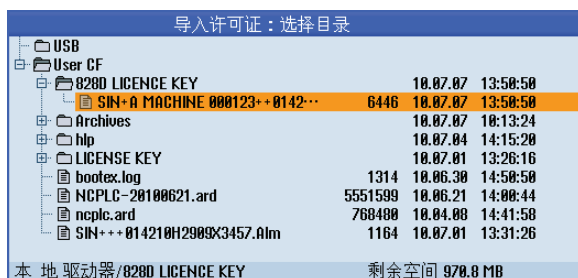 导入许可证：选择目录
USB
User CF
828D LICENCE KEY 10.07.07 13:50:50
SIN+A MACHINE 000123++0142··· 6446 10.07.07 13:50:50
Archives 10.07.07 10:13:24
hlp 10.07.04 14:15:20
LICENSE KEY 10.07.01 13:26:16
bootex.log 1314 10.06.30 14:50:50
NCPLC-20100621.ard 5551599 10.06.21 14:00:44
ncplc.ard 768480 10.04.08 14:41:58
SIN+++014210H2909X3457.Alm 1164 10.07.01 13:31:26
本 地 驱动器/828D LICENCE KEY 剩余空间 970.8 MB